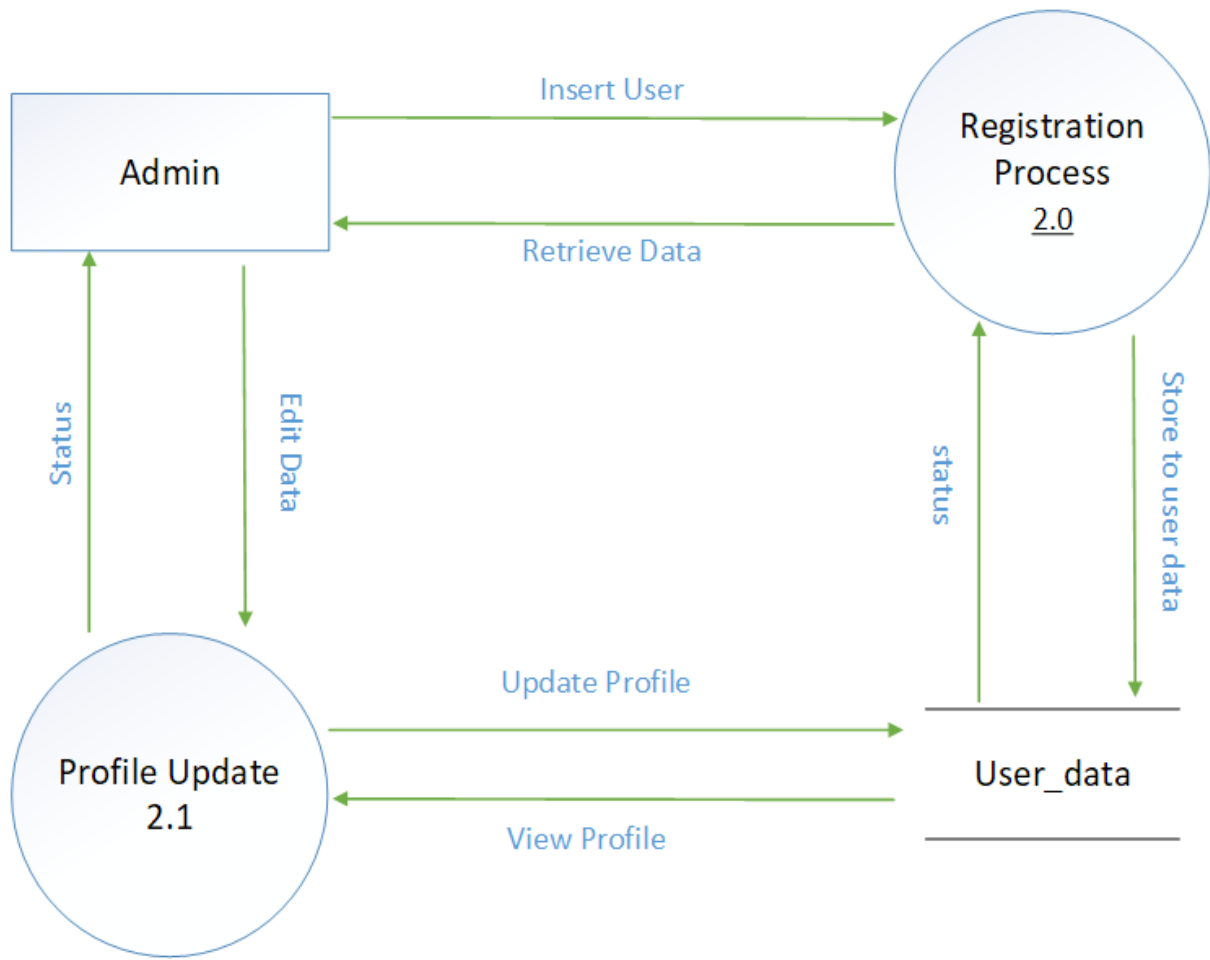 Insert User
Registration
Process
2.0
Admin
Retrieve Data
Status
Edit Data
status
Store to user data
Update Profile
Profile Update
2.1
User_data
View Profile